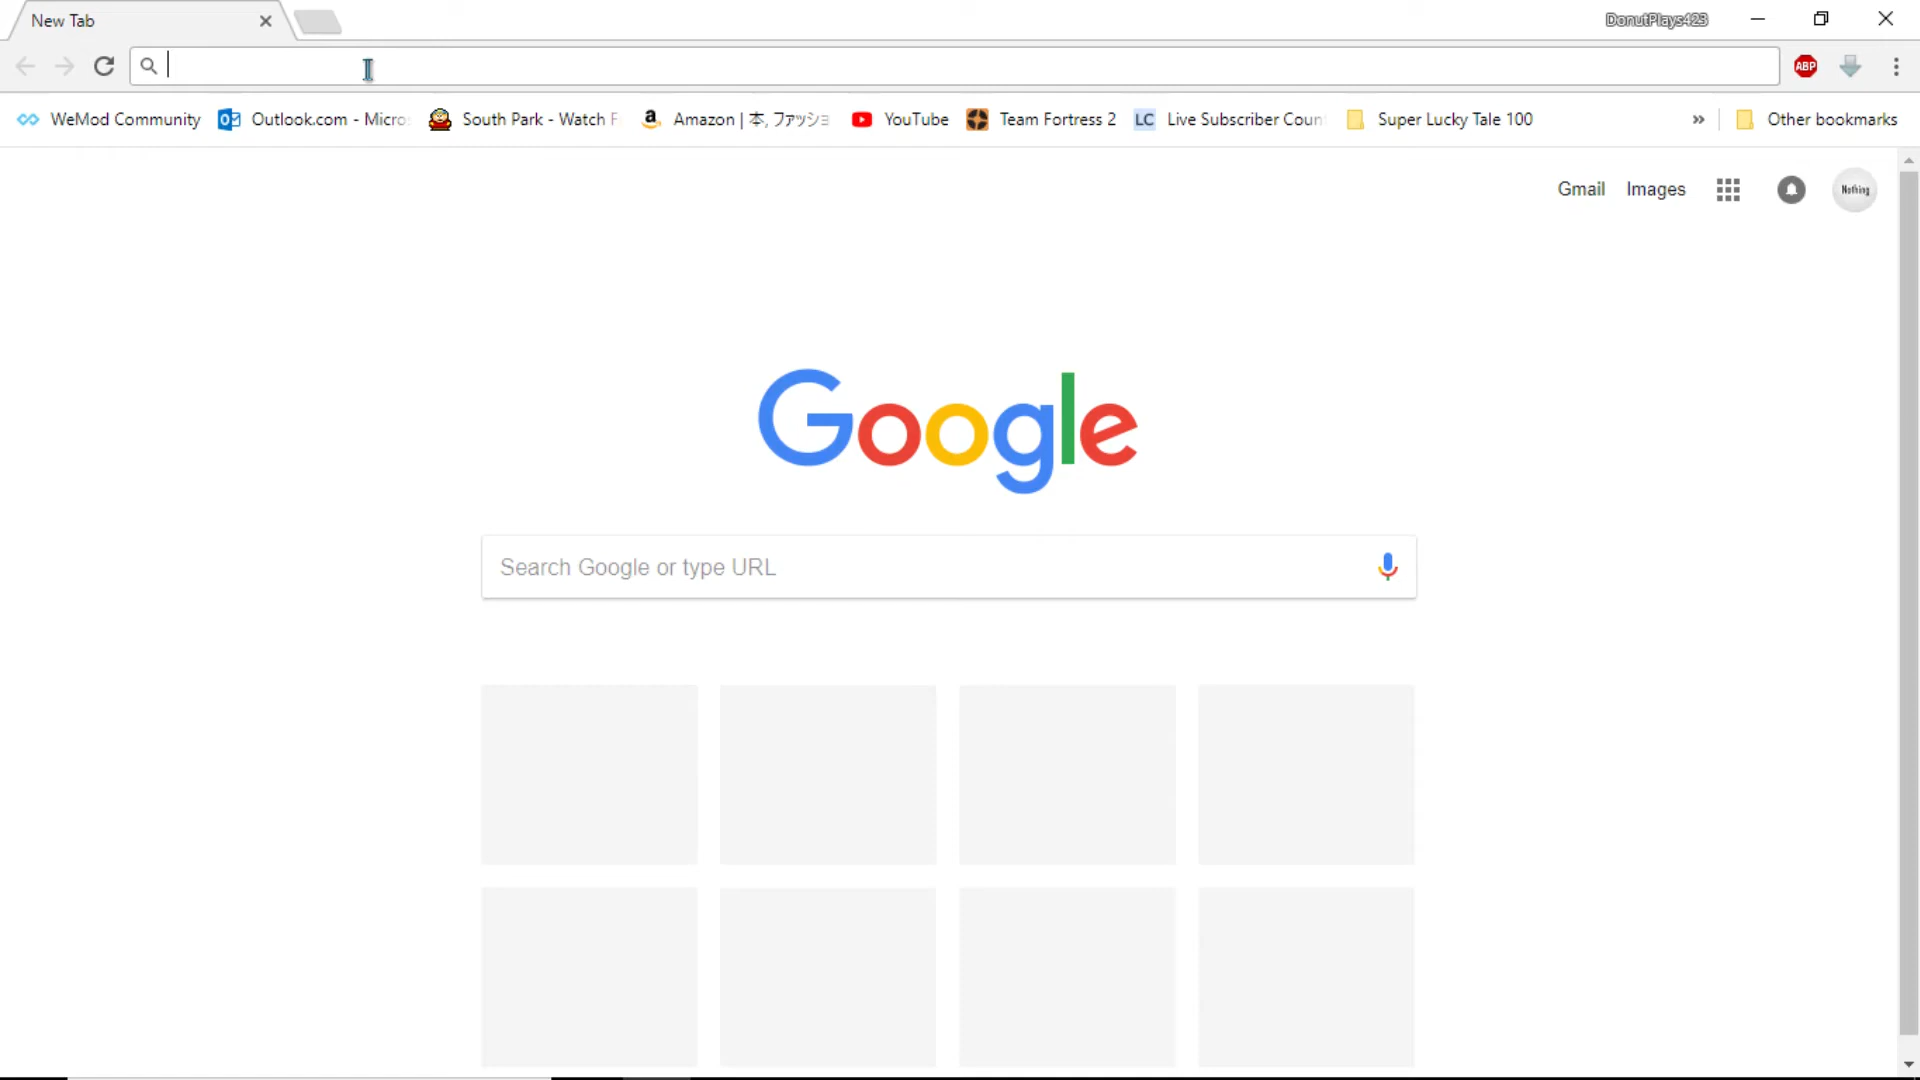 New Tab
DonutPlays423
ABP
WeMod Community
Outlook.com - Micro
South Park - Watch F
Amazon | 本, ファッショ
YouTube
Team Fortress 2
LC Live Subscriber Coun
Super Lucky Tale 100
»
Other bookmarks
Gmail
Images
Nothing
Google
Search Google or type URL